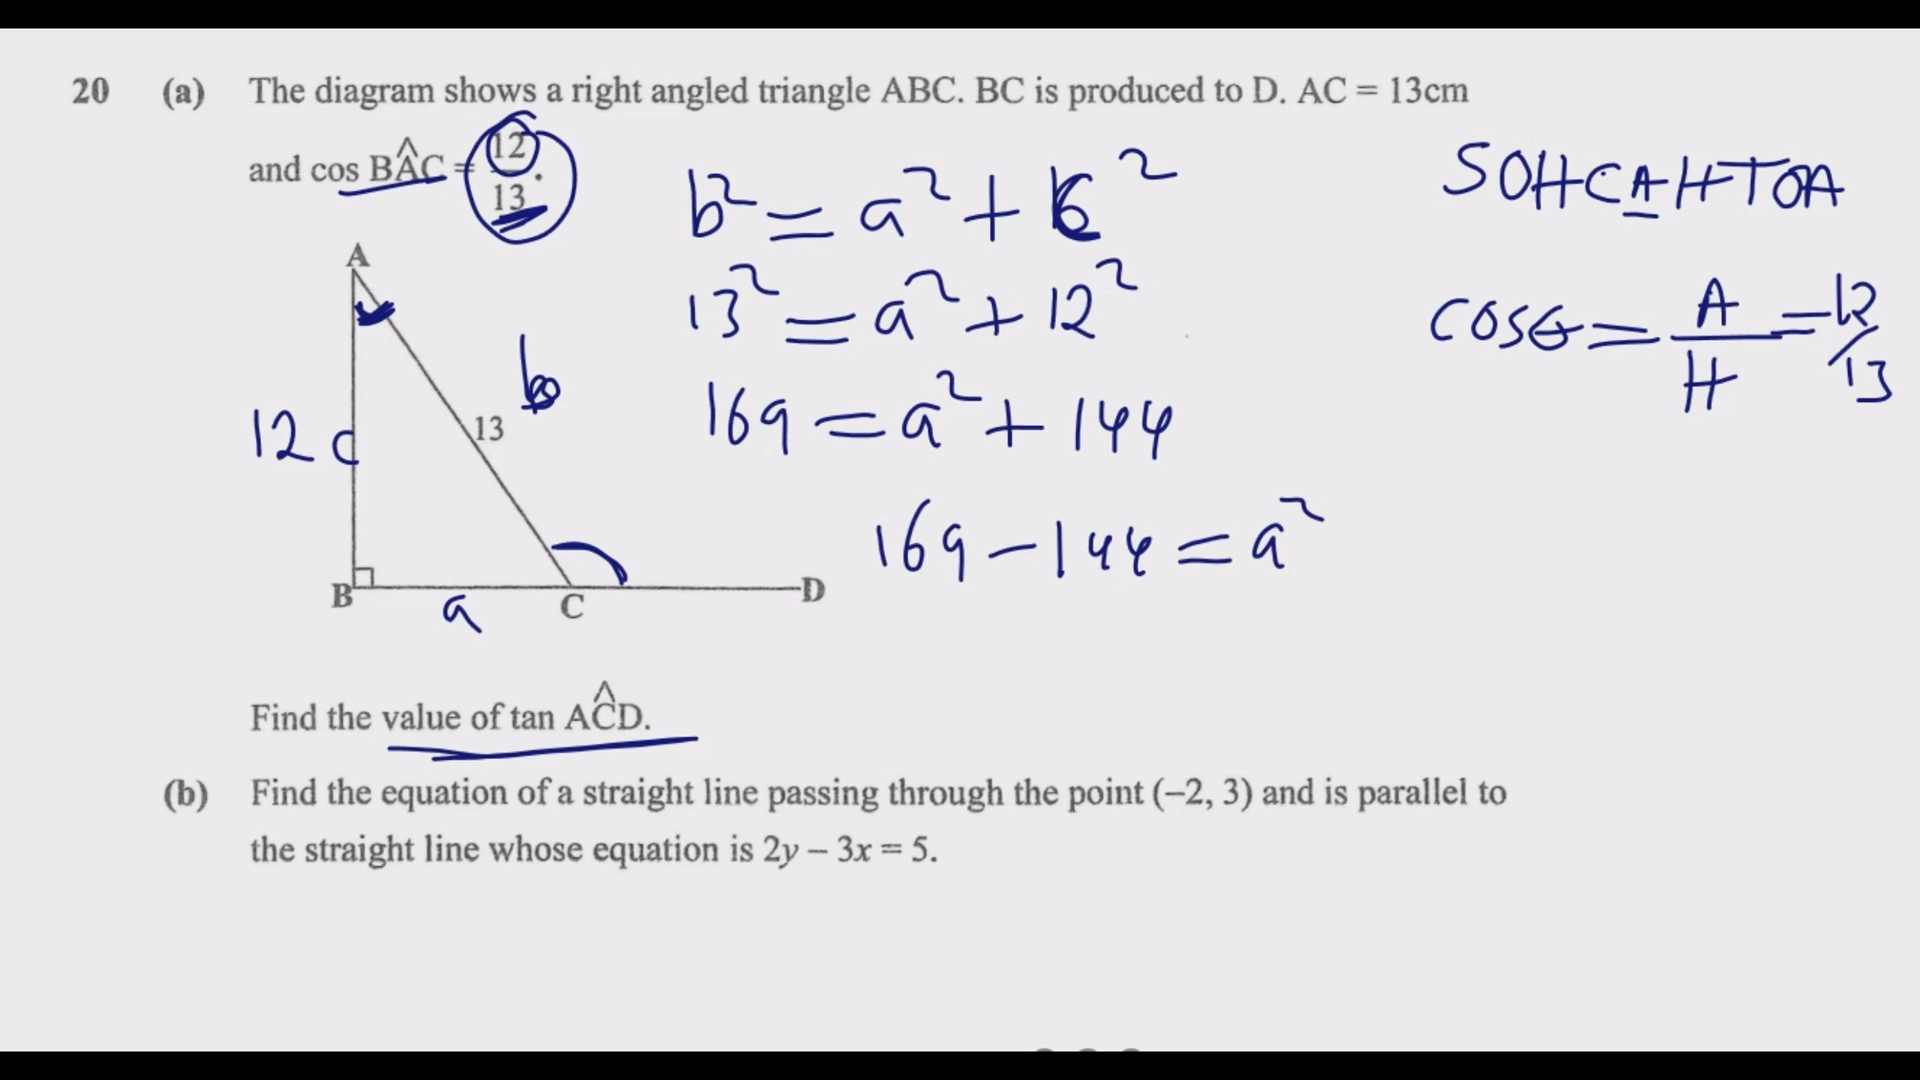 20 (a) The diagram shows a right angled triangle ABC. BC is produced to D. AC = 13cm
and cos BÂC = 12/13.
b² = a² + c²
SOHCAHTOA
13² = a² + 12²
cosθ = A/H = 12/13
169 = a² + 144
169 − 144 = a²
A
b
13
12 c
B
a
C
D
Find the value of tan AĈD.
(b) Find the equation of a straight line passing through the point (−2, 3) and is parallel to
the straight line whose equation is 2y – 3x = 5.